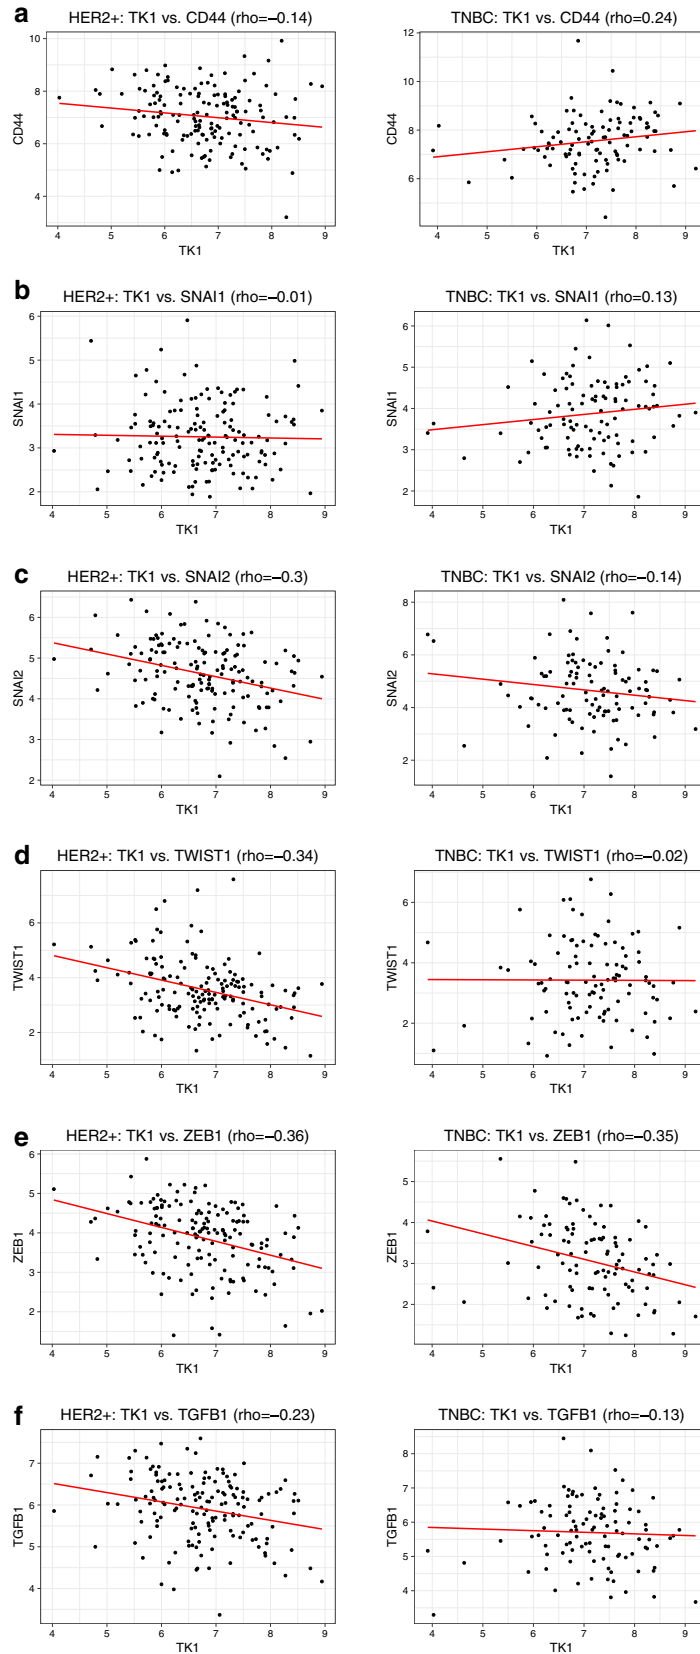 a
HER2+: TK1 vs. CD44 (rho=−0.14)
TNBC: TK1 vs. CD44 (rho=0.24)
10
8
6
4
CD44
4 5 6 7 8 9
TK1
12
10
8
6
CD44
4 5 6 7 8 9
TK1
b
HER2+: TK1 vs. SNAI1 (rho=−0.01)
TNBC: TK1 vs. SNAI1 (rho=0.13)
6
5
4
3
2
SNAI1
4 5 6 7 8 9
TK1
6
5
4
3
2
SNAI1
4 5 6 7 8 9
TK1
c
HER2+: TK1 vs. SNAI2 (rho=−0.3)
TNBC: TK1 vs. SNAI2 (rho=−0.14)
6
5
4
3
2
SNAI2
4 5 6 7 8 9
TK1
8
6
4
2
SNAI2
4 5 6 7 8 9
TK1
d
HER2+: TK1 vs. TWIST1 (rho=−0.34)
TNBC: TK1 vs. TWIST1 (rho=−0.02)
6
4
2
TWIST1
4 5 6 7 8 9
TK1
6
4
2
TWIST1
4 5 6 7 8 9
TK1
e
HER2+: TK1 vs. ZEB1 (rho=−0.36)
TNBC: TK1 vs. ZEB1 (rho=−0.35)
6
5
4
3
2
ZEB1
4 5 6 7 8 9
TK1
5
4
3
2
ZEB1
4 5 6 7 8 9
TK1
f
HER2+: TK1 vs. TGFB1 (rho=−0.23)
TNBC: TK1 vs. TGFB1 (rho=−0.13)
7
6
5
4
TGFB1
4 5 6 7 8 9
TK1
8
7
6
5
4
TGFB1
4 5 6 7 8 9
TK1